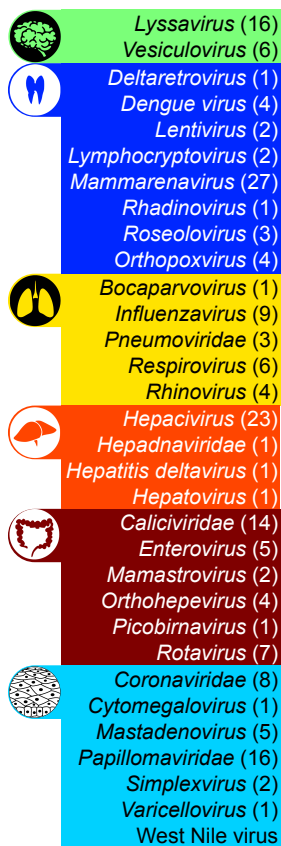 Lyssavirus (16)
Vesiculovirus (6)
Deltaretrovirus (1)
Dengue virus (4)
Lentivirus (2)
Lymphocryptovirus (2)
Mammarenavirus (27)
Rhadinovirus (1)
Roseolovirus (3)
Orthopoxvirus (4)
Bocaparvovirus (1)
Influenzavirus (9)
Pneumoviridae (3)
Respirovirus (6)
Rhinovirus (4)
Hepacivirus (23)
Hepadnaviridae (1)
Hepatitis deltavirus (1)
Hepatovirus (1)
Caliciviridae (14)
Enterovirus (5)
Mamastrovirus (2)
Orthohepevirus (4)
Picobirnavirus (1)
Rotavirus (7)
Coronaviridae (8)
Cytomegalovirus (1)
Mastadenovirus (5)
Papillomaviridae (16)
Simplexvirus (2)
Varicellovirus (1)
West Nile virus